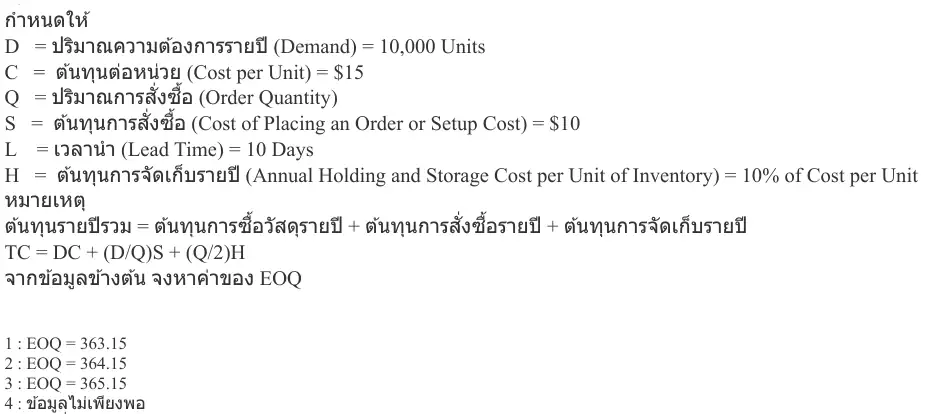 กำหนดให้
D = ปริมาณความต้องการรายปี (Demand) = 10,000 Units
C = ต้นทุนต่อหน่วย (Cost per Unit) = $15
Q = ปริมาณการสั่งซื้อ (Order Quantity)
S = ต้นทุนการสั่งซื้อ (Cost of Placing an Order or Setup Cost) = $10
L = เวลานำ (Lead Time) = 10 Days
H = ต้นทุนการจัดเก็บรายปี (Annual Holding and Storage Cost per Unit of Inventory) = 10% of Cost per Unit
หมายเหตุ
ต้นทุนรายปีรวม = ต้นทุนการซื้อวัสดุรายปี + ต้นทุนการสั่งซื้อรายปี + ต้นทุนการจัดเก็บรายปี
TC = DC + (D/Q)S + (Q/2)H
จากข้อมูลข้างต้น จงหาค่าของ EOQ
1 : EOQ = 363.15
2 : EOQ = 364.15
3 : EOQ = 365.15
4 : ข้อมูลไม่เพียงพอ